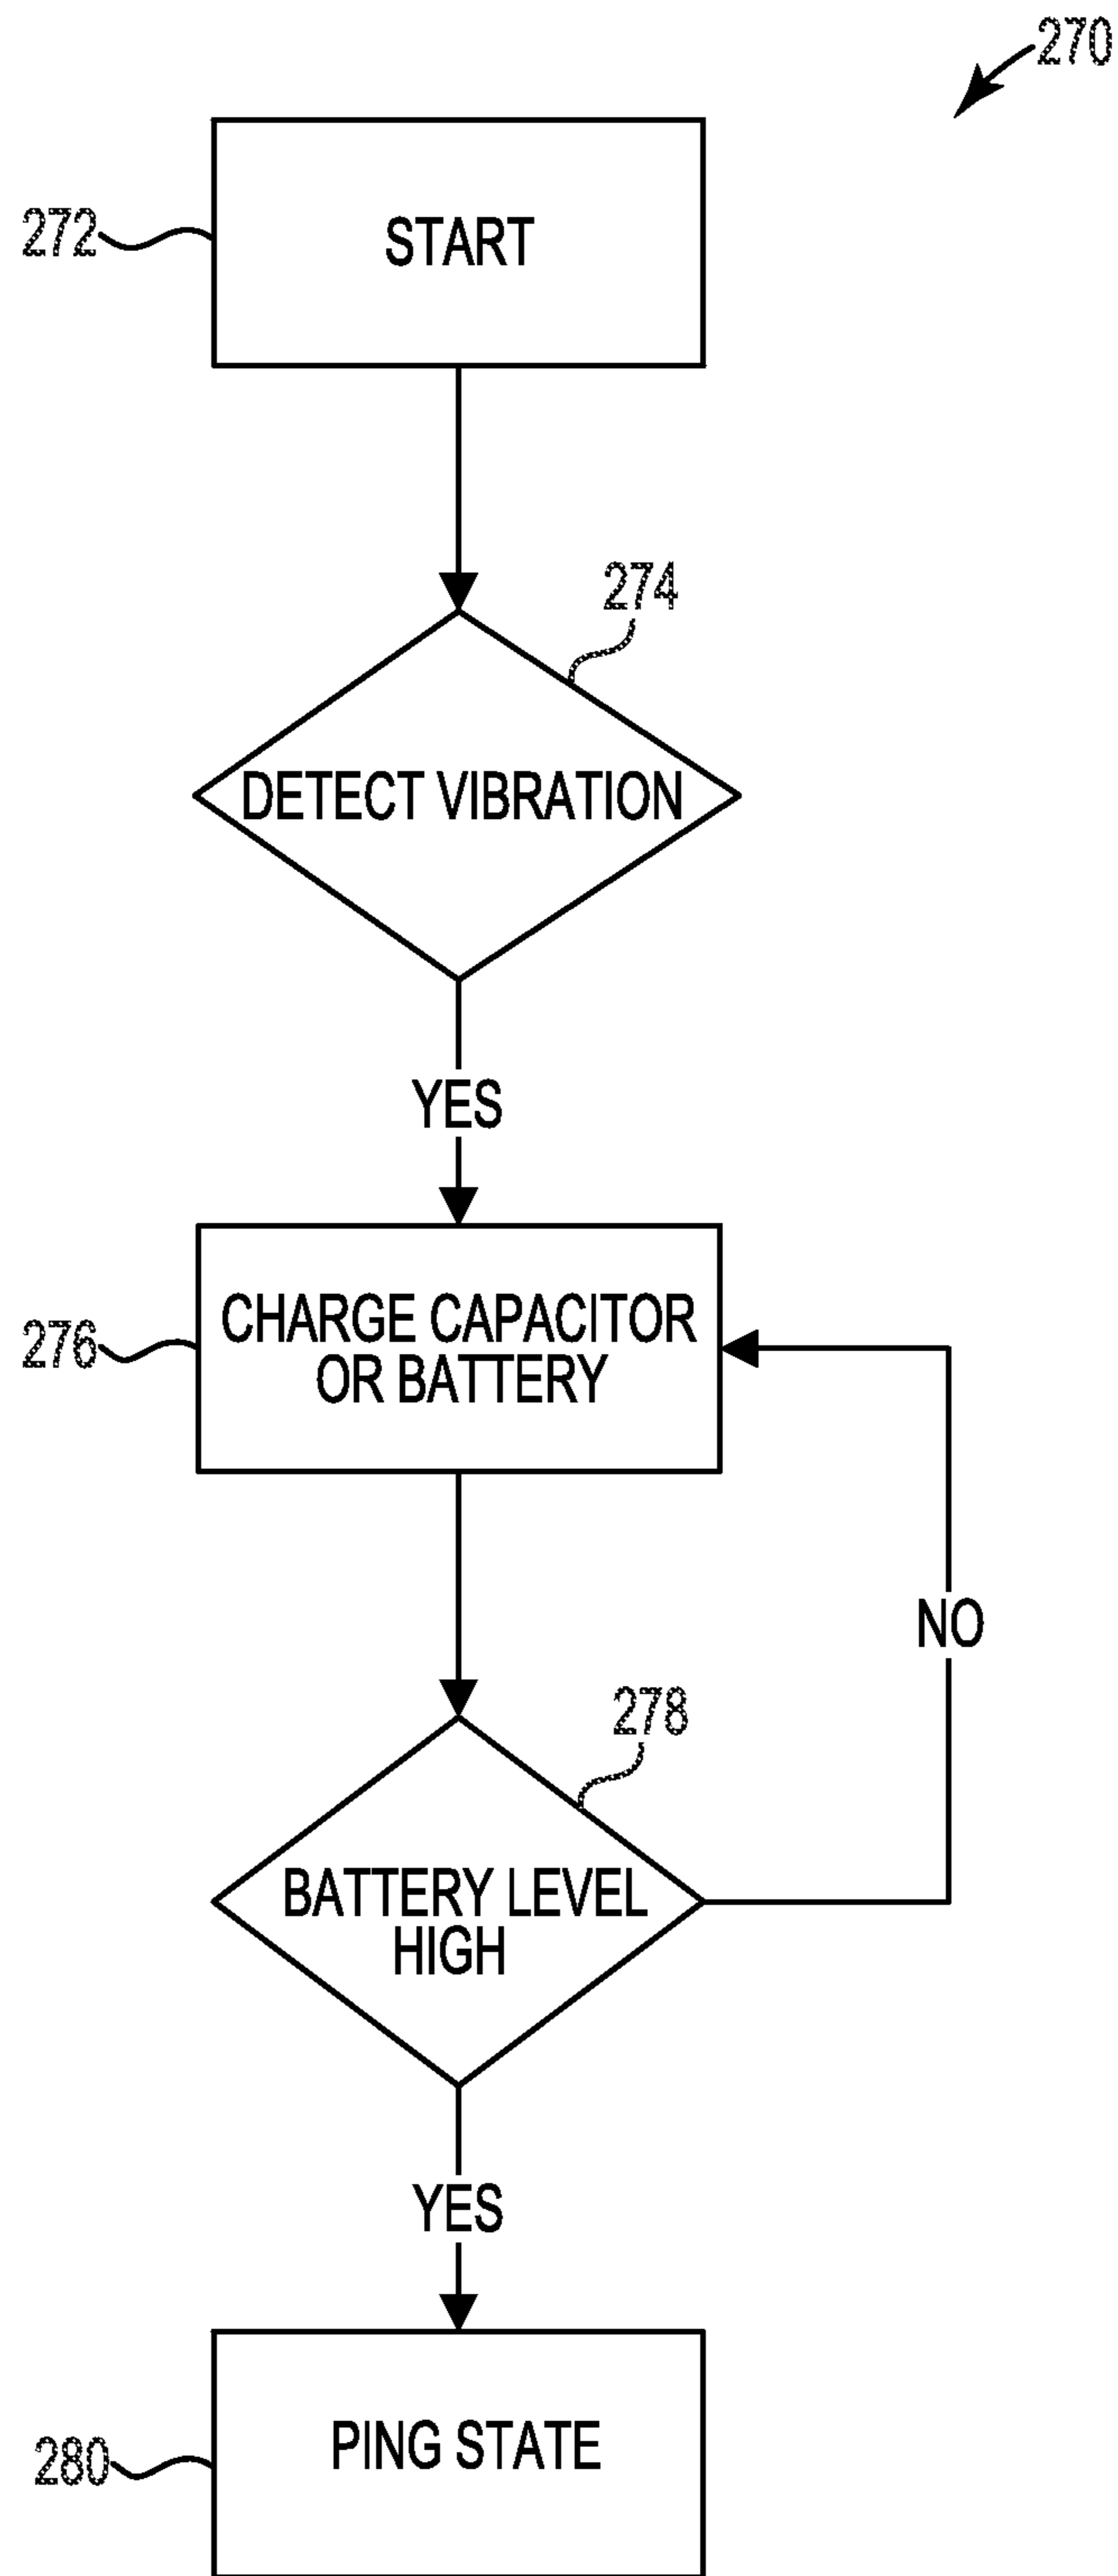 270
272
START
274
DETECT VIBRATION
YES
276
CHARGE CAPACITOR
OR BATTERY
NO
278
BATTERY LEVEL
HIGH
YES
280
PING STATE